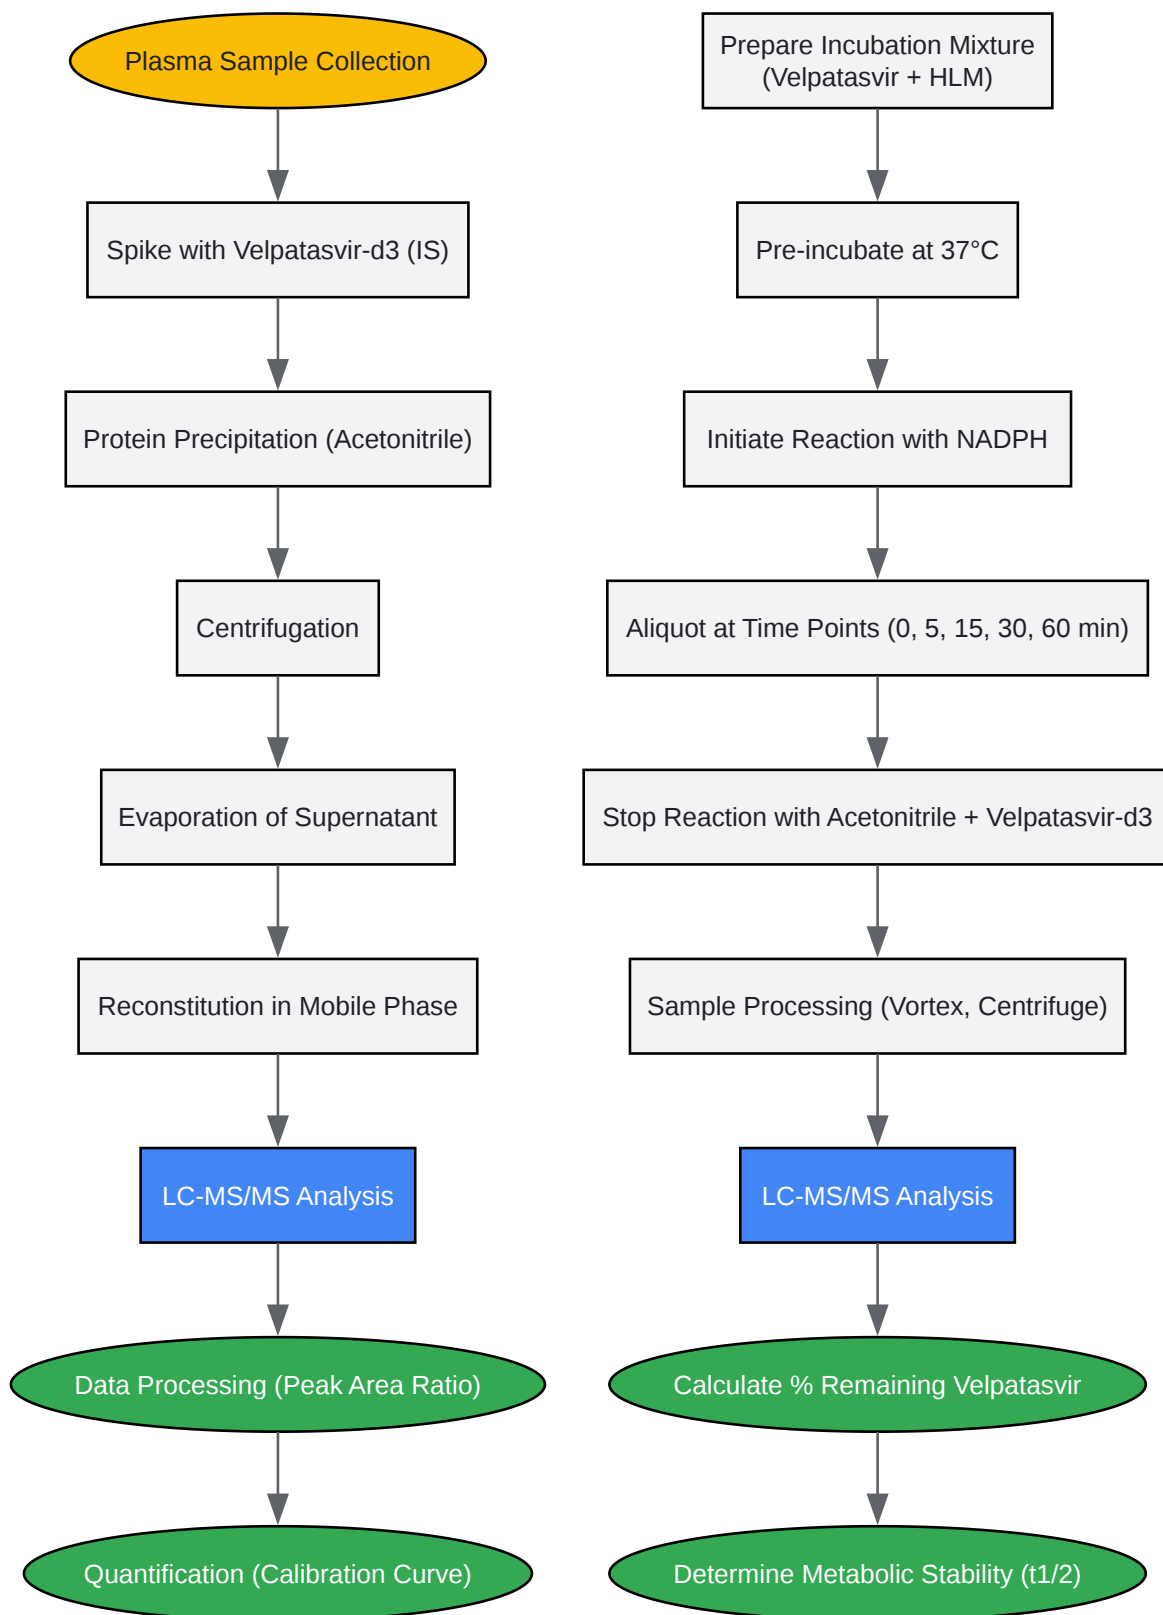 Plasma Sample Collection
Spike with Velpatasvir-d3 (IS)
Protein Precipitation (Acetonitrile)
Centrifugation
Evaporation of Supernatant
Reconstitution in Mobile Phase
LC-MS/MS Analysis
Data Processing (Peak Area Ratio)
Quantification (Calibration Curve)
Prepare Incubation Mixture
(Velpatasvir + HLM)
Pre-incubate at 37°C
Initiate Reaction with NADPH
Aliquot at Time Points (0, 5, 15, 30, 60 min)
Stop Reaction with Acetonitrile + Velpatasvir-d3
Sample Processing (Vortex, Centrifuge)
LC-MS/MS Analysis
Calculate % Remaining Velpatasvir
Determine Metabolic Stability (t1/2)